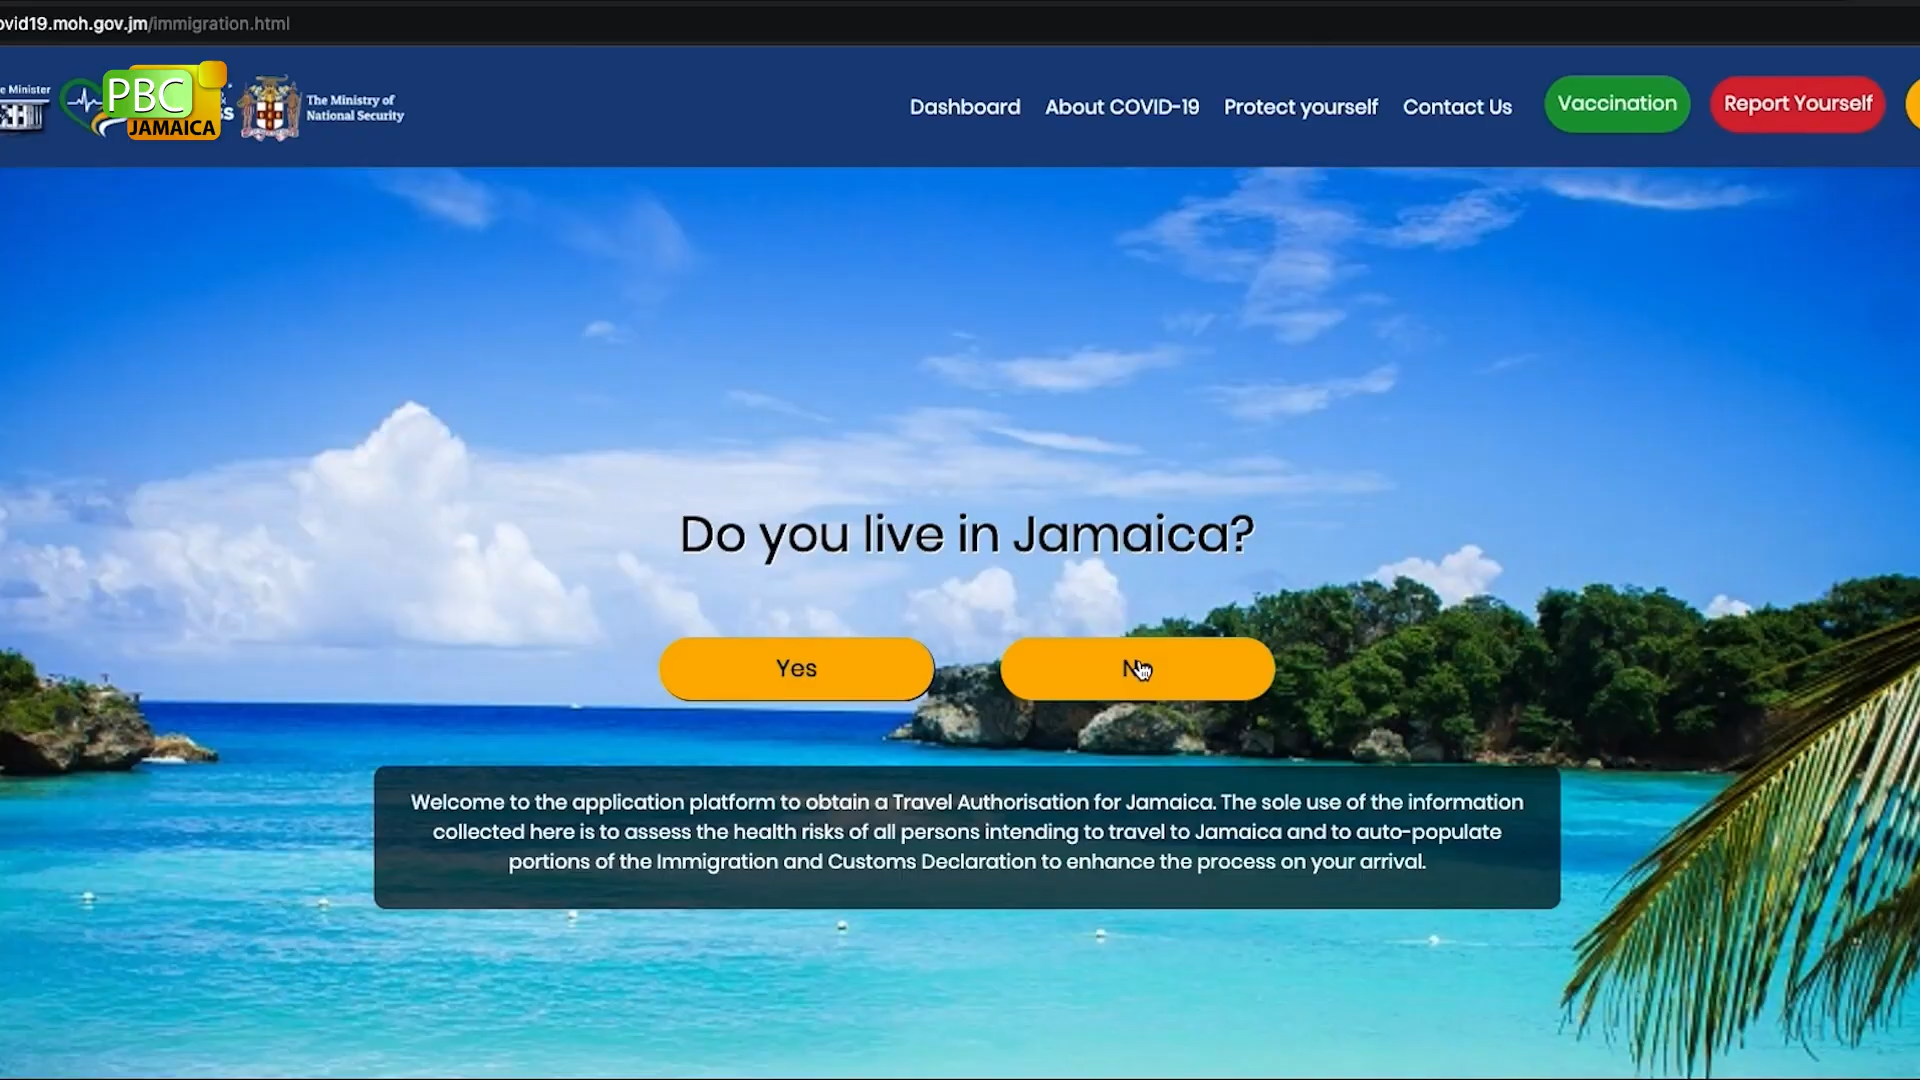 ovid19.moh.gov.jm/immigration.html
e Minister
PBC
JAMAICA
The Ministry of
National Security
Dashboard
About COVID-19
Protect yourself
Contact Us
Vaccination
Report Yourself
Do you live in Jamaica?
Yes
Welcome to the application platform to obtain a Travel Authorisation for Jamaica. The sole use of the information
collected here is to assess the health risks of all persons intending to travel to Jamaica and to auto-populate
portions of the Immigration and Customs Declaration to enhance the process on your arrival.